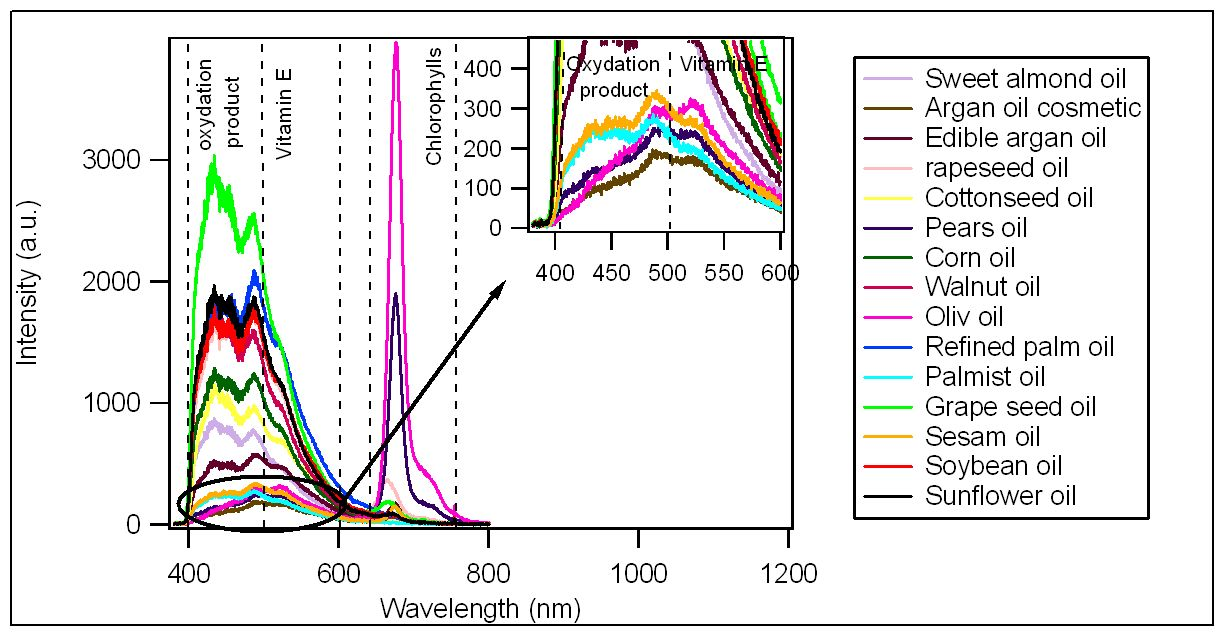 Intensity (a.u.)
3000
2000
1000
0
oxydation
product
Vitamin E
Chlorophylls
400
300
200
100
0
Oxydation
product
Vitamin E
400 450 500 550 600
400 600 800 1000 1200
Wavelength (nm)
Sweet almond oil
Argan oil cosmetic
Edible argan oil
rapeseed oil
Cottonseed oil
Pears oil
Corn oil
Walnut oil
Oliv oil
Refined palm oil
Palmist oil
Grape seed oil
Sesam oil
Soybean oil
Sunflower oil